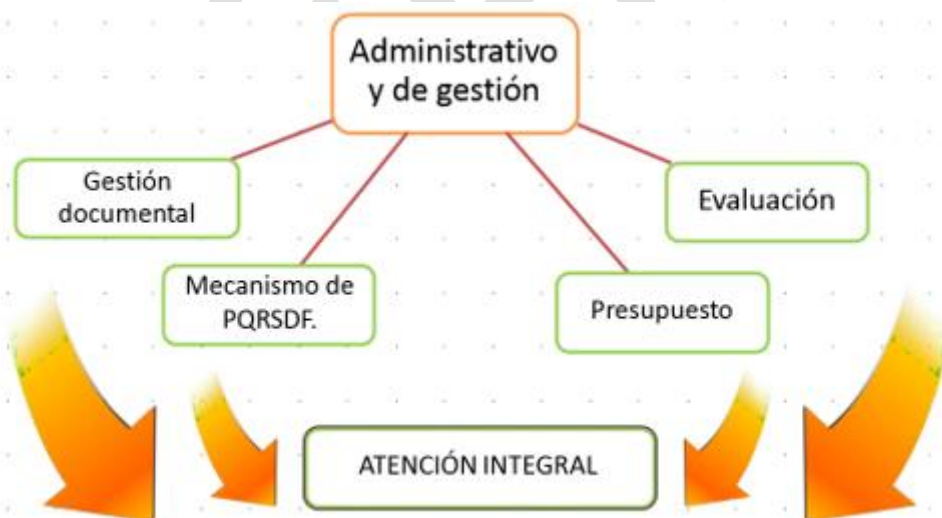 Administrativo
y de gestión
Gestión
documental
Evaluación
Mecanismo de
PQRSDF.
Presupuesto
ATENCIÓN INTEGRAL